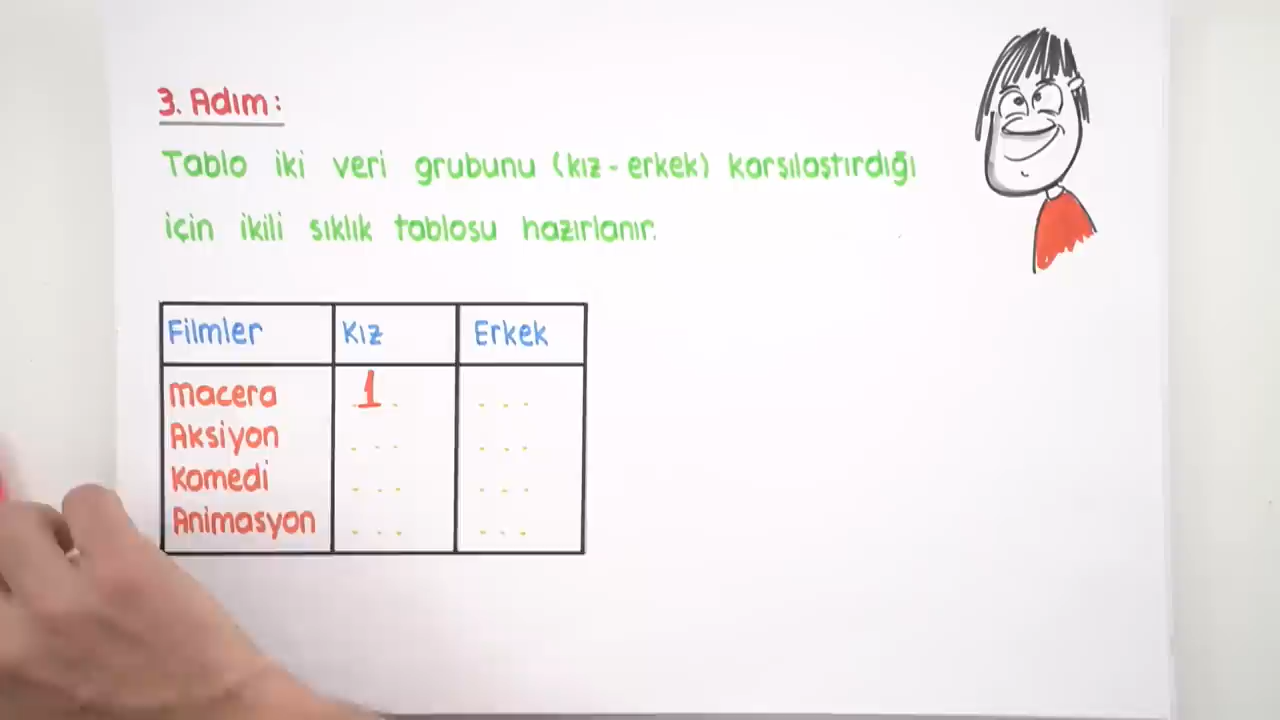 3. Adım:
Tablo iki veri grubunu (kız - erkek) karşılaştırdığı
için ikili sıklık tablosu hazırlanır.
Filmler Kız Erkek
Macera 1... ...
Aksiyon ... ...
Komedi ... ...
Animasyon ... ...